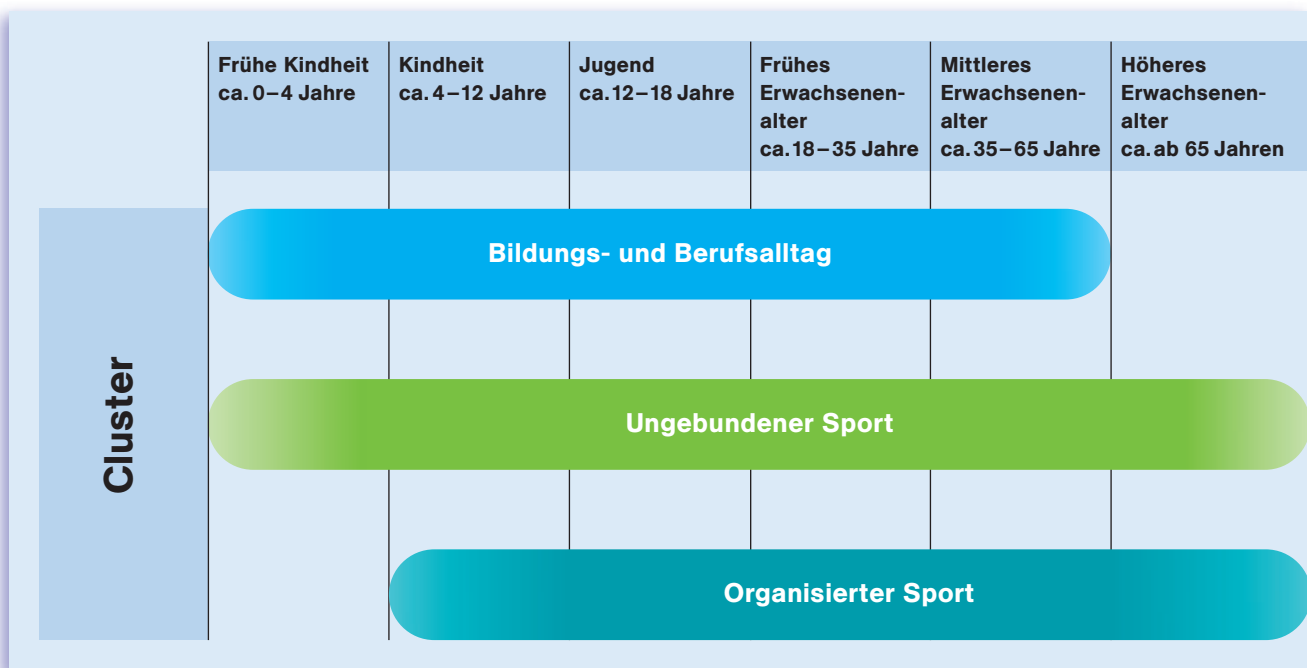 Frühe Kindheit
ca. 0–4 Jahre
Kindheit
ca. 4–12 Jahre
Jugend
ca. 12–18 Jahre
Frühes
Erwachsenen-
alter
ca. 18–35 Jahre
Mittleres
Erwachsenen-
alter
ca. 35–65 Jahre
Höheres
Erwachsenen-
alter
ca. ab 65 Jahren
Cluster
Bildungs- und Berufsalltag
Ungebundener Sport
Organisierter Sport